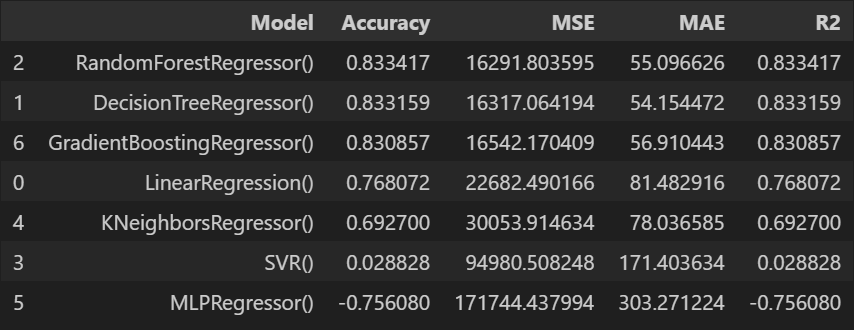 Model Accuracy MSE MAE R2
2 RandomForestRegressor() 0.833417 16291.803595 55.096626 0.833417
1 DecisionTreeRegressor() 0.833159 16317.064194 54.154472 0.833159
6 GradientBoostingRegressor() 0.830857 16542.170409 56.910443 0.830857
0 LinearRegression() 0.768072 22682.490166 81.482916 0.768072
4 KNeighborsRegressor() 0.692700 30053.914634 78.036585 0.692700
3 SVR() 0.028828 94980.508248 171.403634 0.028828
5 MLPRegressor() -0.756080 171744.437994 303.271224 -0.756080